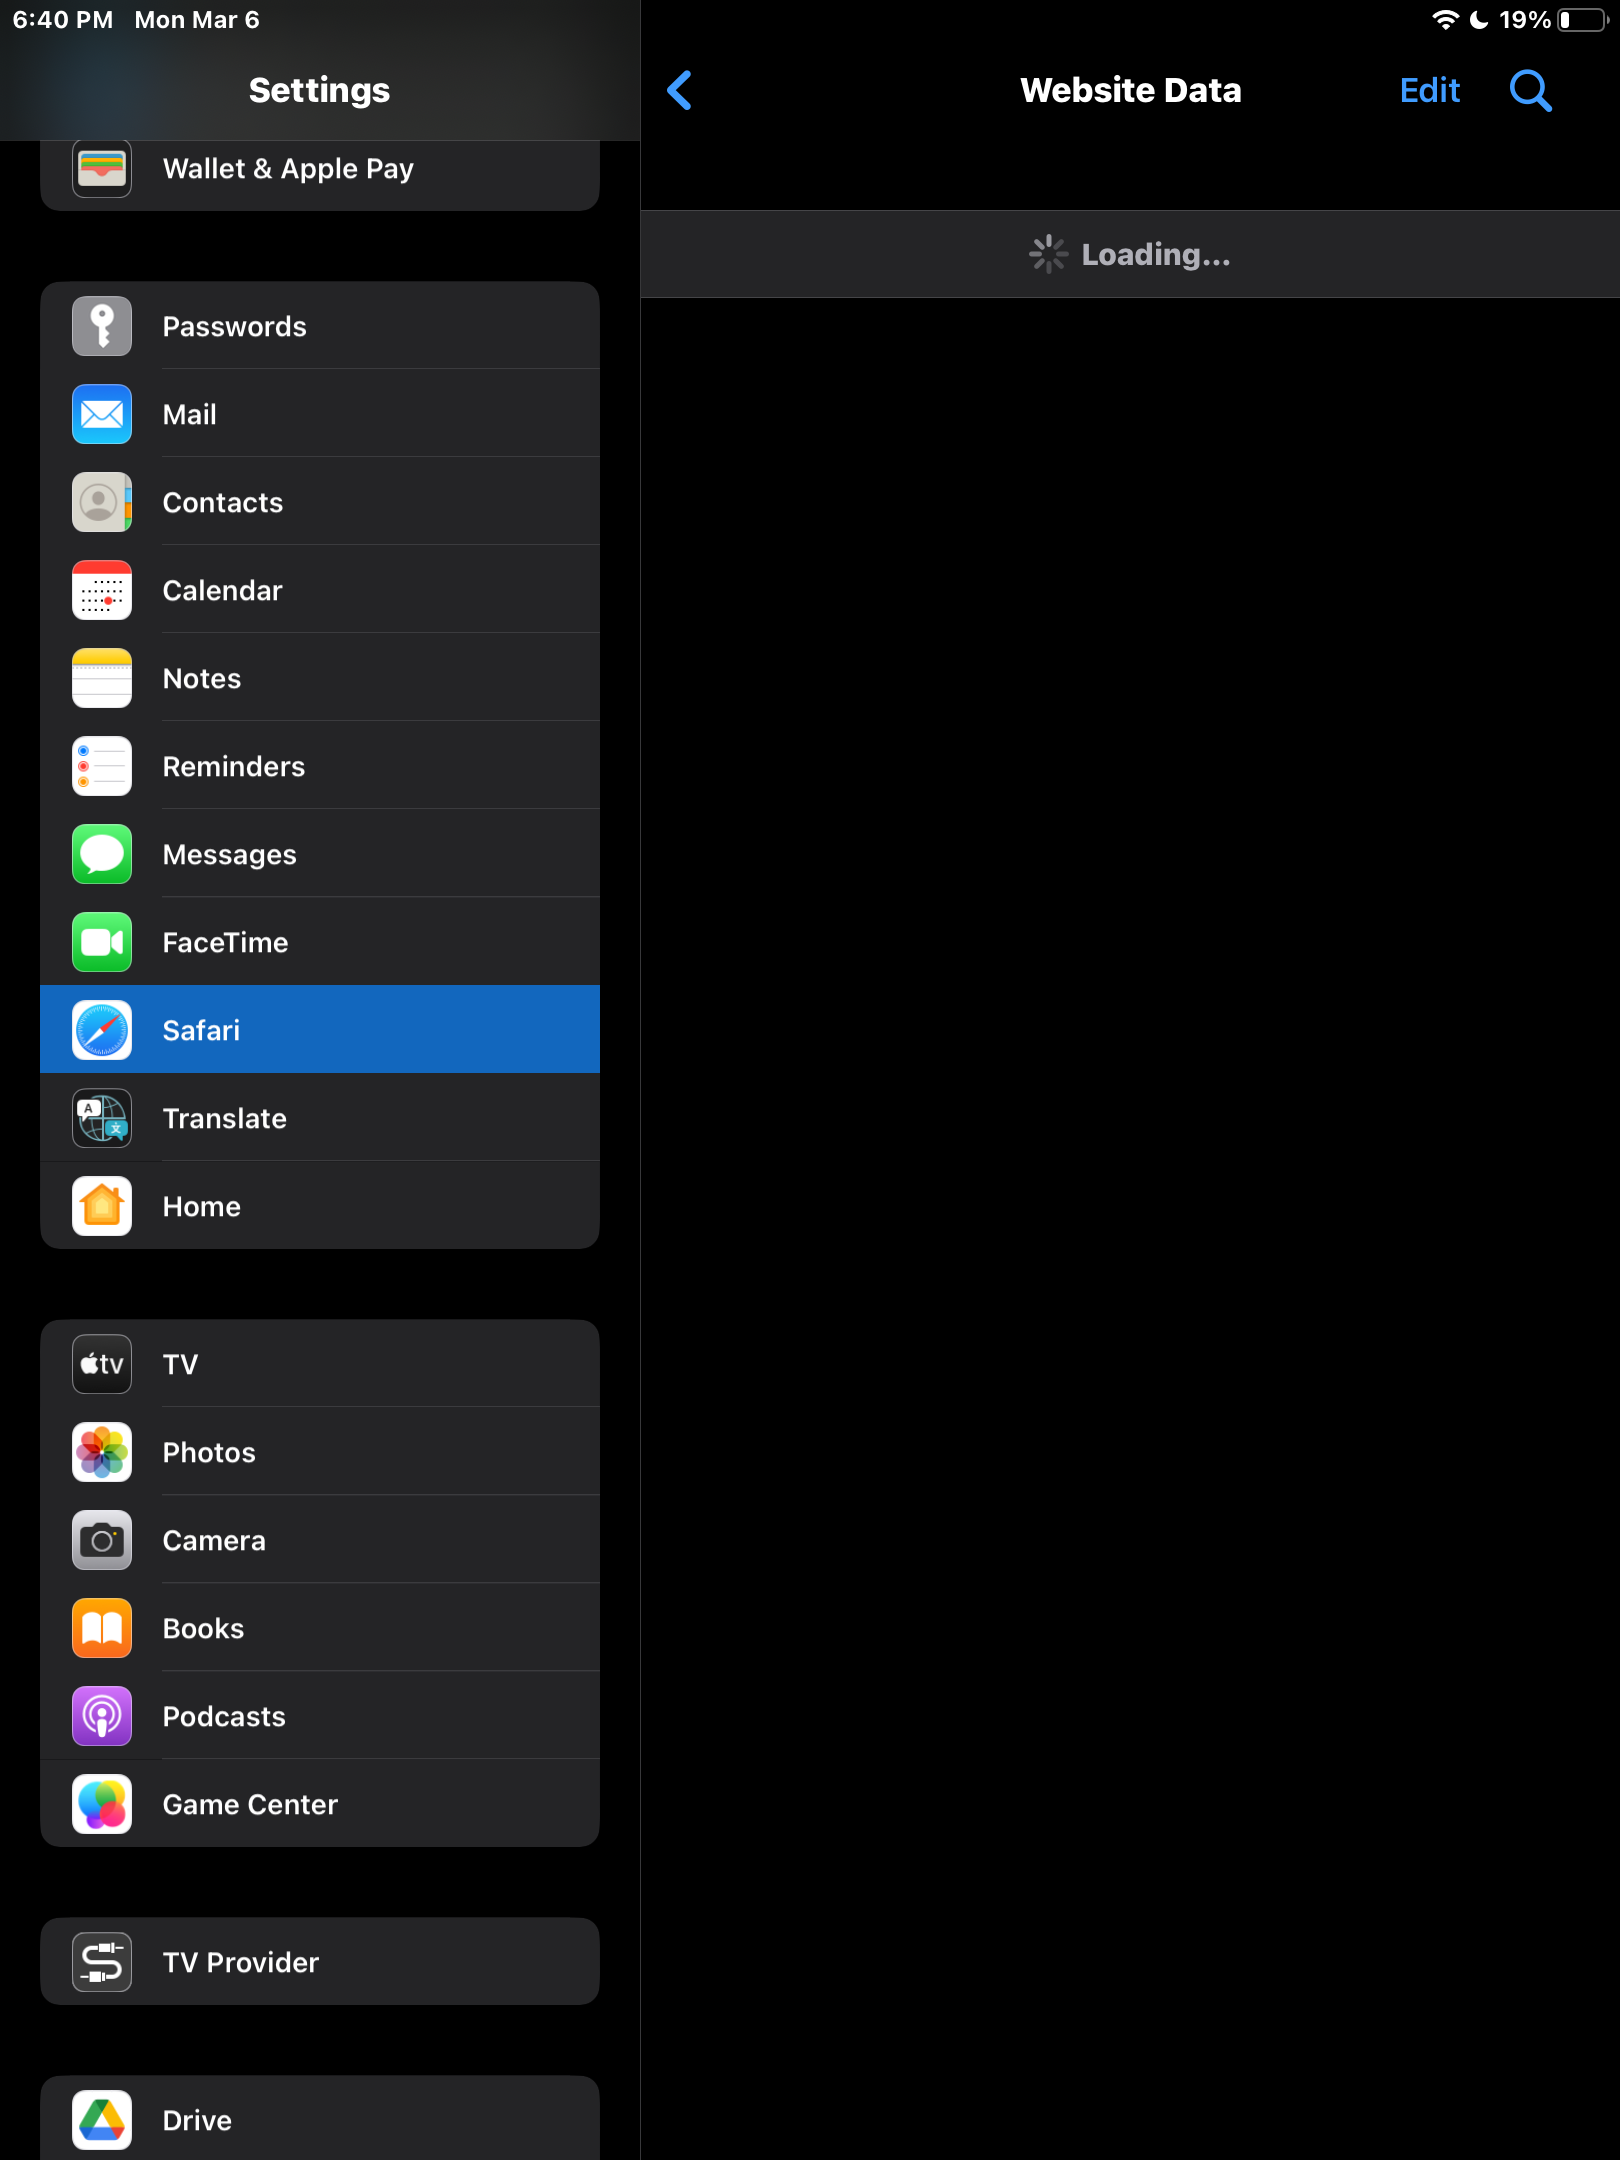 6:40 PM Mon Mar 6
19%
Settings
Wallet & Apple Pay
Passwords
Mail
Contacts
Calendar
Notes
Reminders
Messages
FaceTime
Safari
A
文
Translate
Home
tv
TV
Photos
Camera
Books
Podcasts
Game Center
TV Provider
Drive
Website Data
Edit
Loading...